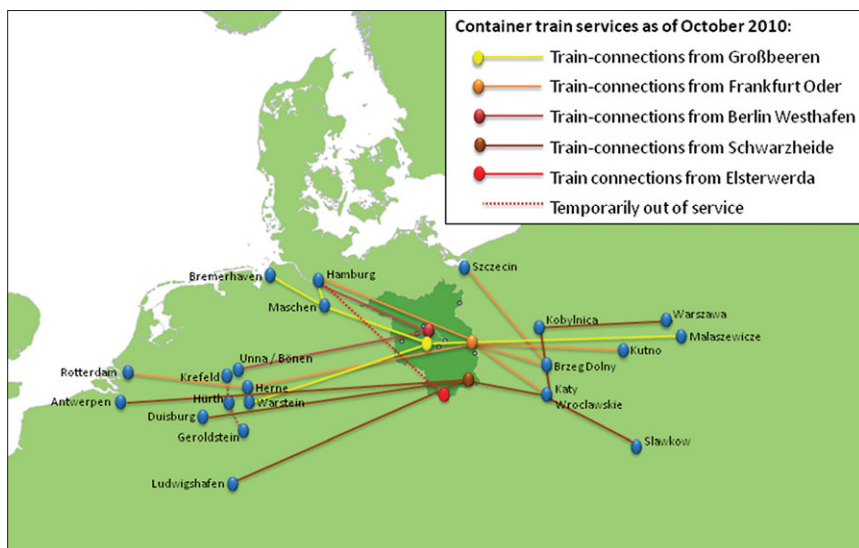 Container train services as of October 2010:
Train-connections from Großbeeren
Train-connections from Frankfurt Oder
Train-connections from Berlin Westhafen
Train-connections from Schwarzheide
Train connections from Elsterwerda
Temporarily out of service
Bremerhaven
Hamburg
Szczecin
Maschen
Kobylnica
Warszawa
Malaszewicze
Unna / Bönen
Kutno
Rotterdam
Krefeld
Brzeg Dolny
Herne
Antwerpen
Hürth
Warstein
Katy
Wroclawskie
Duisburg
Geroldstein
Slawkow
Ludwigshafen